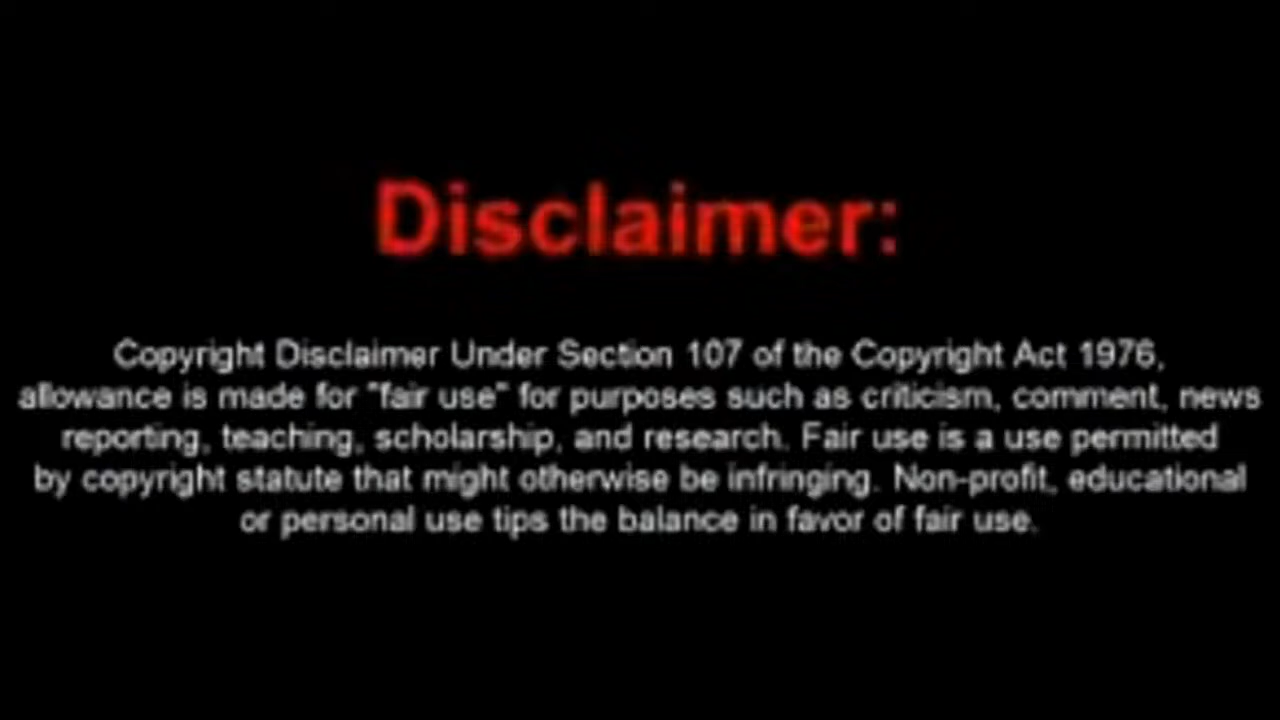 Disclaimer:
Copyright Disclaimer Under Section 107 of the Copyright Act 1976,
allowance is made for "fair use" for purposes such as criticism, comment, news
reporting, teaching, scholarship, and research. Fair use is a use permitted
by copyright statute that might otherwise be infringing. Non-profit, educational
or personal use tips the balance in favor of fair use.